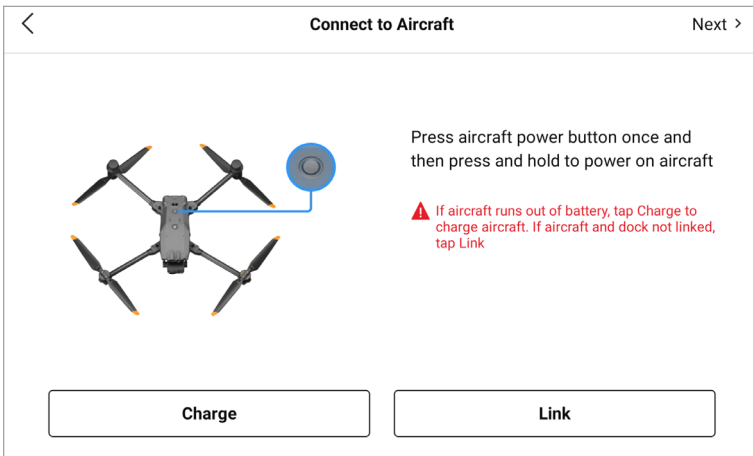 Connect to Aircraft
Next >
Press aircraft power button once and
then press and hold to power on aircraft
If aircraft runs out of battery, tap Charge to
charge aircraft. If aircraft and dock not linked,
tap Link
Charge
Link